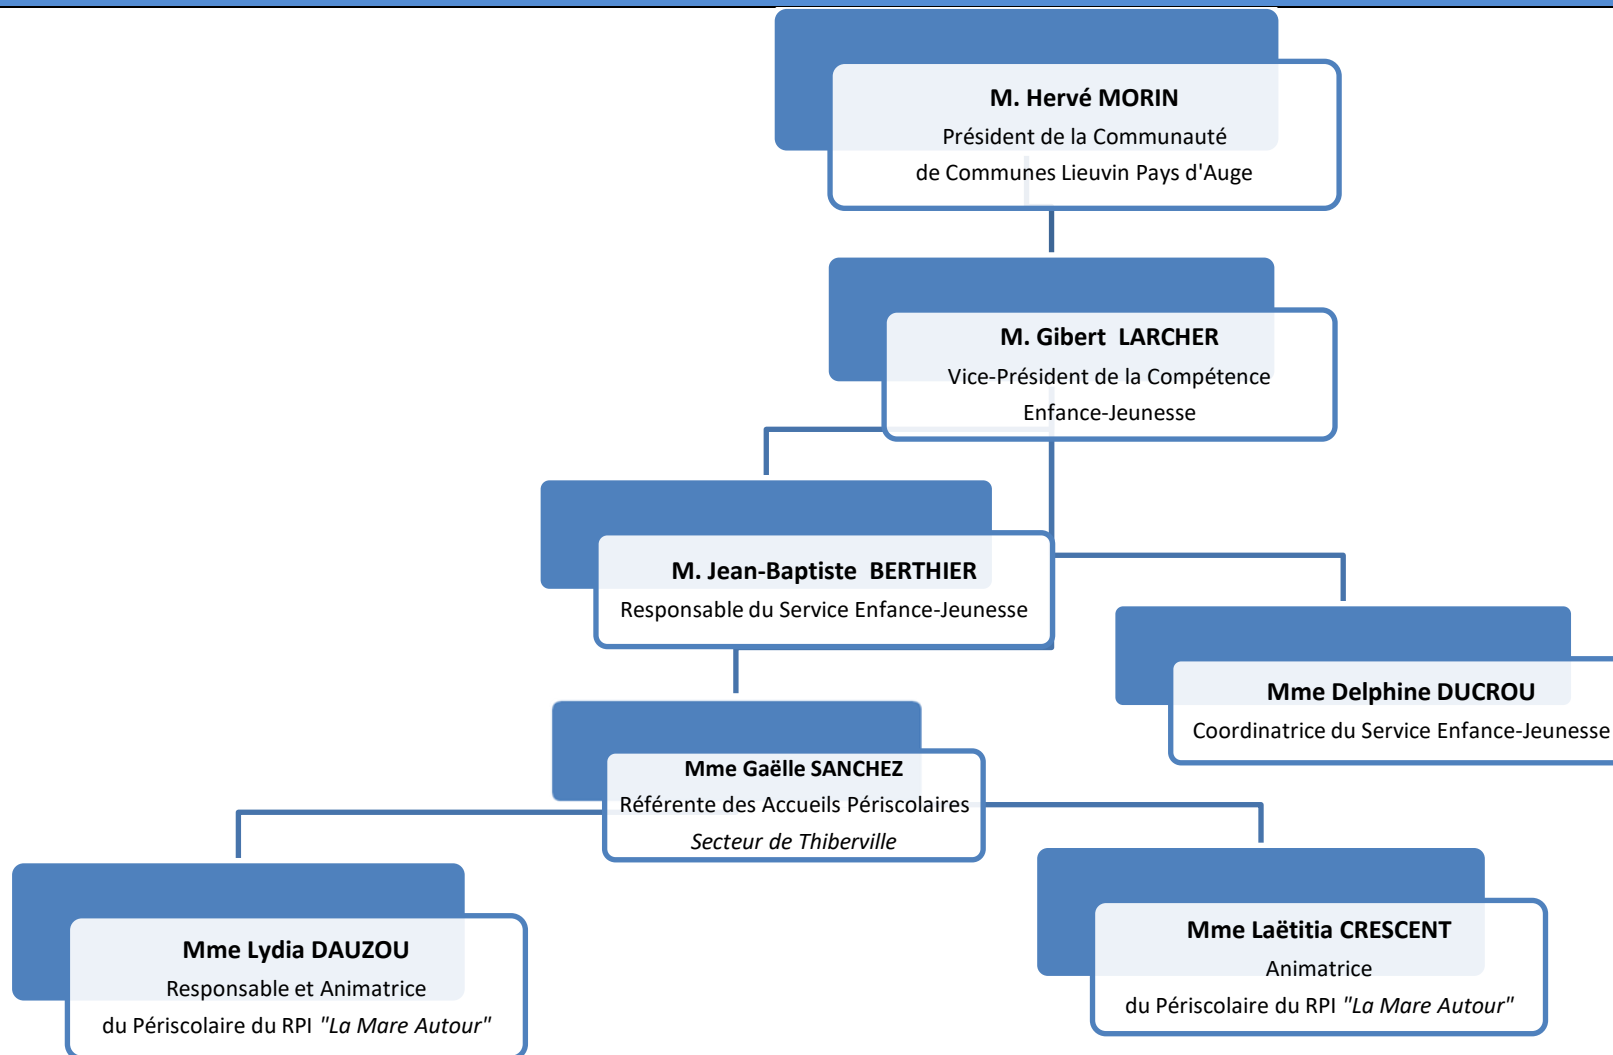 M. Hervé MORIN
Président de la Communauté
de Communes Lieuvin Pays d'Auge
M. Gibert  LARCHER
Vice-Président de la Compétence
Enfance-Jeunesse
M. Jean-Baptiste  BERTHIER
Responsable du Service Enfance-Jeunesse
Mme Delphine DUCROU
Coordinatrice du Service Enfance-Jeunesse
Mme Gaëlle SANCHEZ
Référente des Accueils Périscolaires
Secteur de Thiberville
Mme Lydia DAUZOU
Responsable et Animatrice
du Périscolaire du RPI "La Mare Autour"
Mme Laëtitia CRESCENT
Animatrice
du Périscolaire du RPI "La Mare Autour"